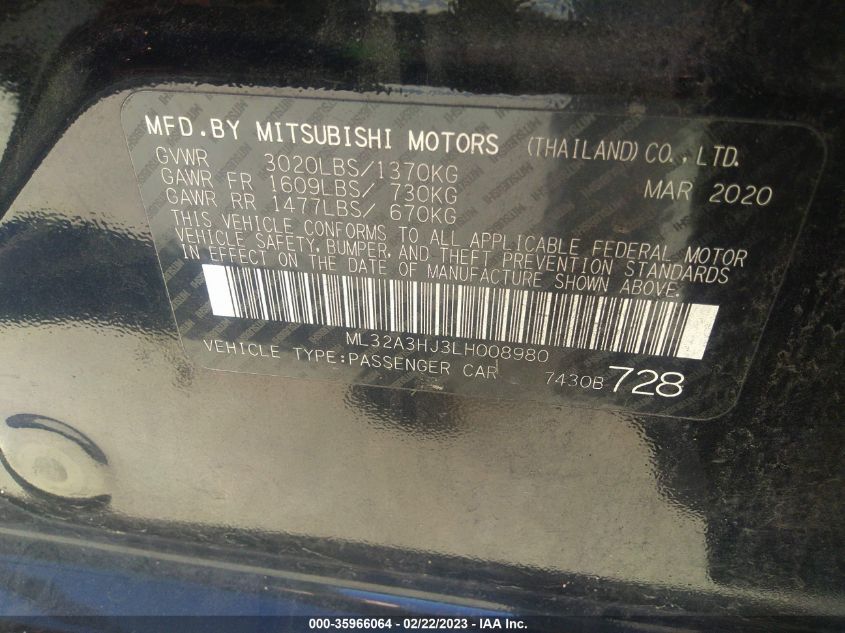 MFD.BY MITSUBISHI MOTORS (THAILAND) CO., LTD.
GVWR 3020LBS/1370KG MAR 2020
GAWR FR 1609LBS/ 730KG
GAWR RR 1477LBS/ 670KG
THIS VEHICLE CONFORMS TO ALL APPLICABLE FEDERAL MOTOR
VEHICLE SAFETY, BUMPER, AND THEFT PREVENTION STANDARDS
IN EFFECT ON THE DATE OF MANUFACTURE SHOWN ABOVE.
ML32A3HJ3LH008980
VEHICLE TYPE:PASSENGER CAR 7430B 728
000-35966064 - 02/22/2023 - IAA Inc.